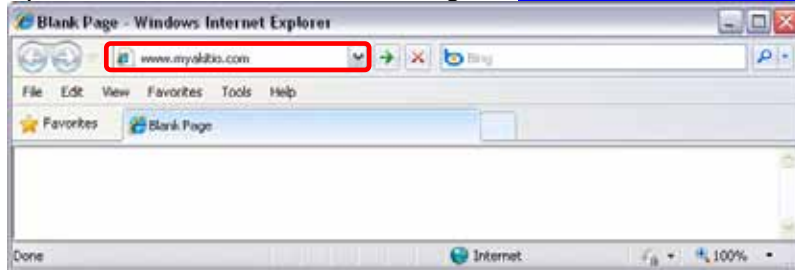 Blank Page - Windows Internet Explorer
www.myakitio.com
Bing
File Edit View Favorites Tools Help
Favorites Blank Page
Done Internet 100%